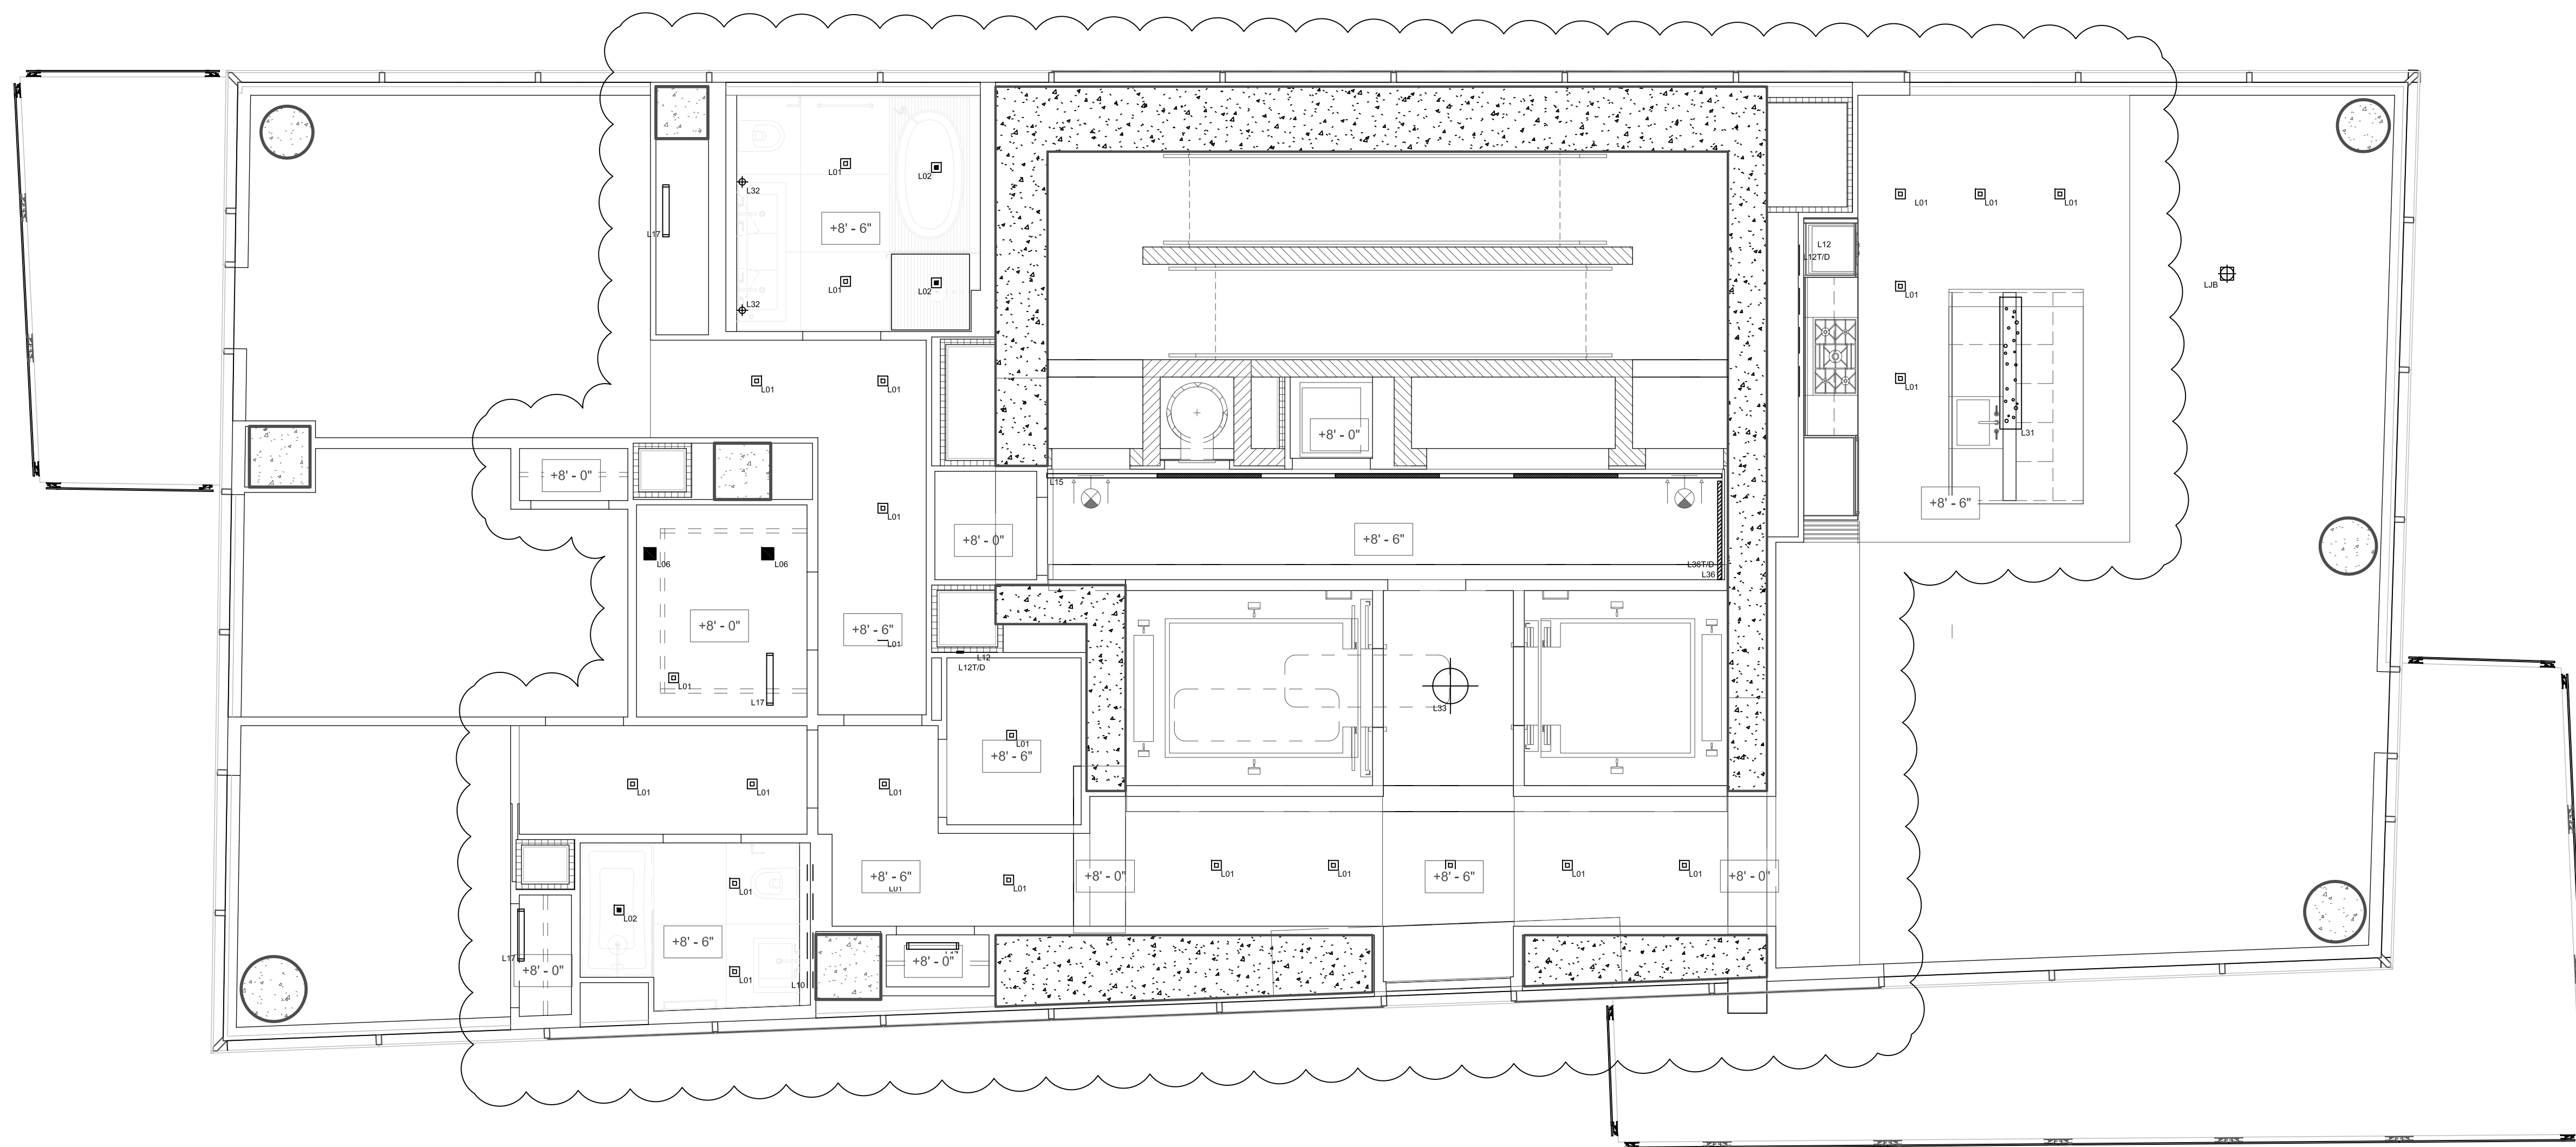 L01
L02
L32
L17
+8' - 6"
L32
L01
L02
L01
L01
L01
L12
L12T/D
LJB
L01
L01
L01
L01
L31
+8' - 0"
+8' - 0"
L15
+8' - 6"
L01
+8' - 0"
+8' - 6"
L06
L06
L36T/D
L36
+8' - 0"
+8' - 6"
L01
L12
L12T/D
L01
L17
L33
L01
+8' - 6"
L01
L01
L01
L01
L01
L01
L01
L01
+8' - 6"
L01
+8' - 0"
+8' - 6"
+8' - 0"
L01
L02
+8' - 6"
L17
+8' - 0"
L01
L10
+8' - 0"